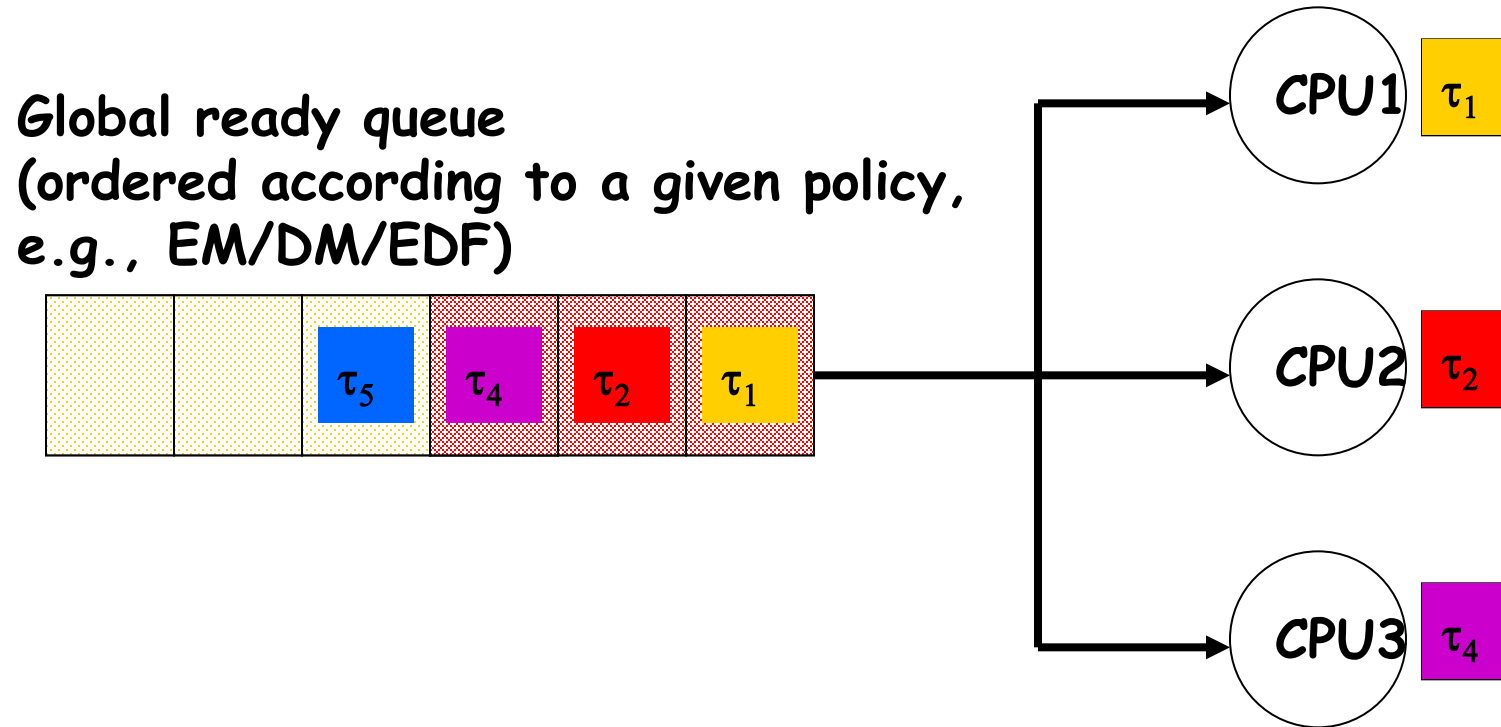 Global ready queue
(ordered according to a given policy,
e.g., EM/DM/EDF)
τ5 τ4 τ2 τ1
CPU1 τ1
CPU2 τ2
CPU3 τ4